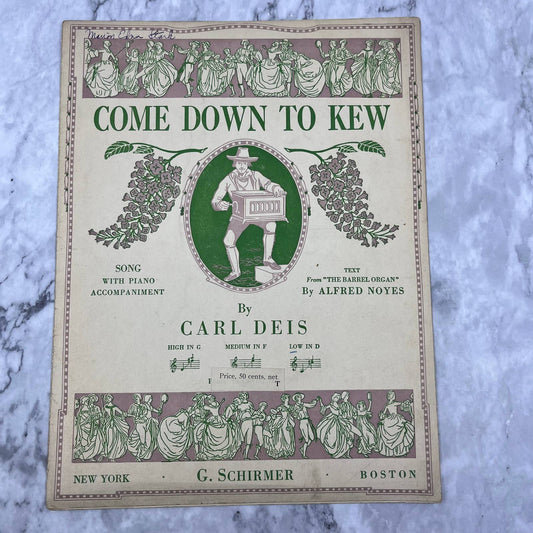 COME DOWN TO KEW
SONG
WITH PIANO
ACCOMPANIMENT
TEXT
From "THE BARREL ORGAN"
By ALFRED NOYES
By
CARL DEIS
HIGH IN G
MEDIUM IN F
LOW IN D
Price, 50 cents, net
T
NEW YORK
G. SCHIRMER
BOSTON